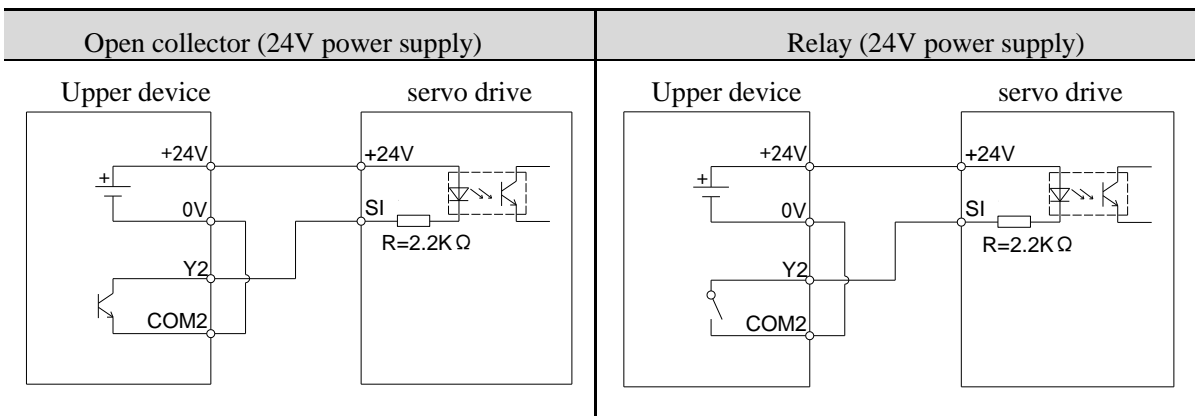 Open collector (24V power supply)
Relay (24V power supply)
Upper device
servo drive
+24V
+24V
+
0V
SI
R=2.2KΩ
Y2
COM2
Upper device
servo drive
+24V
+24V
+
0V
SI
R=2.2KΩ
Y2
COM2